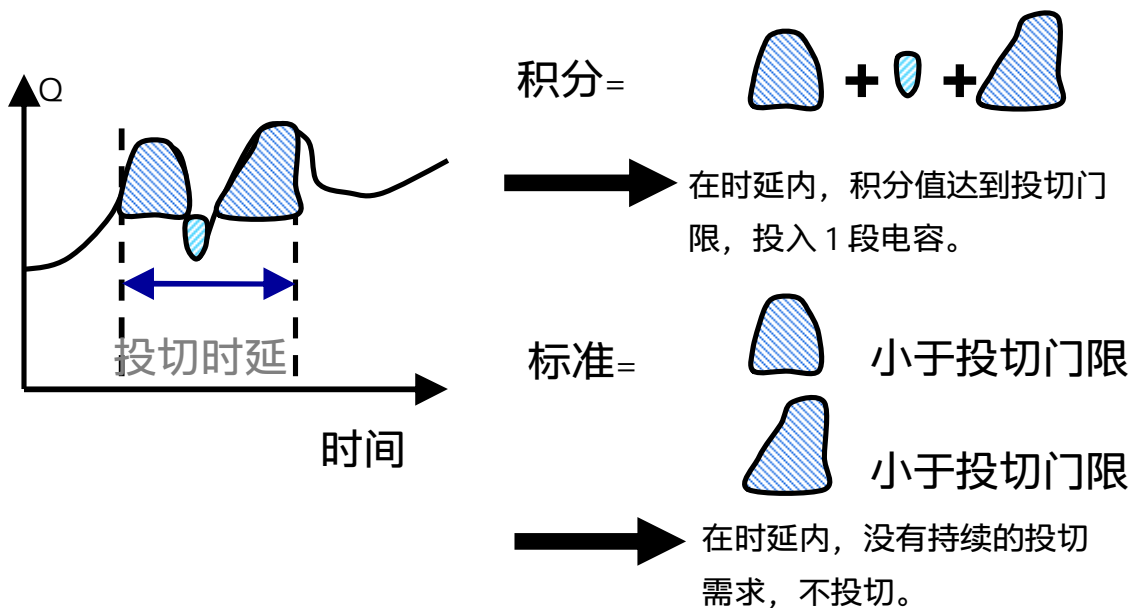 Q
投切时延
时间
积分=
在时延内，积分值达到投切门
限，投入 1 段电容。
标准=
小于投切门限
小于投切门限
在时延内，没有持续的投切
需求，不投切。